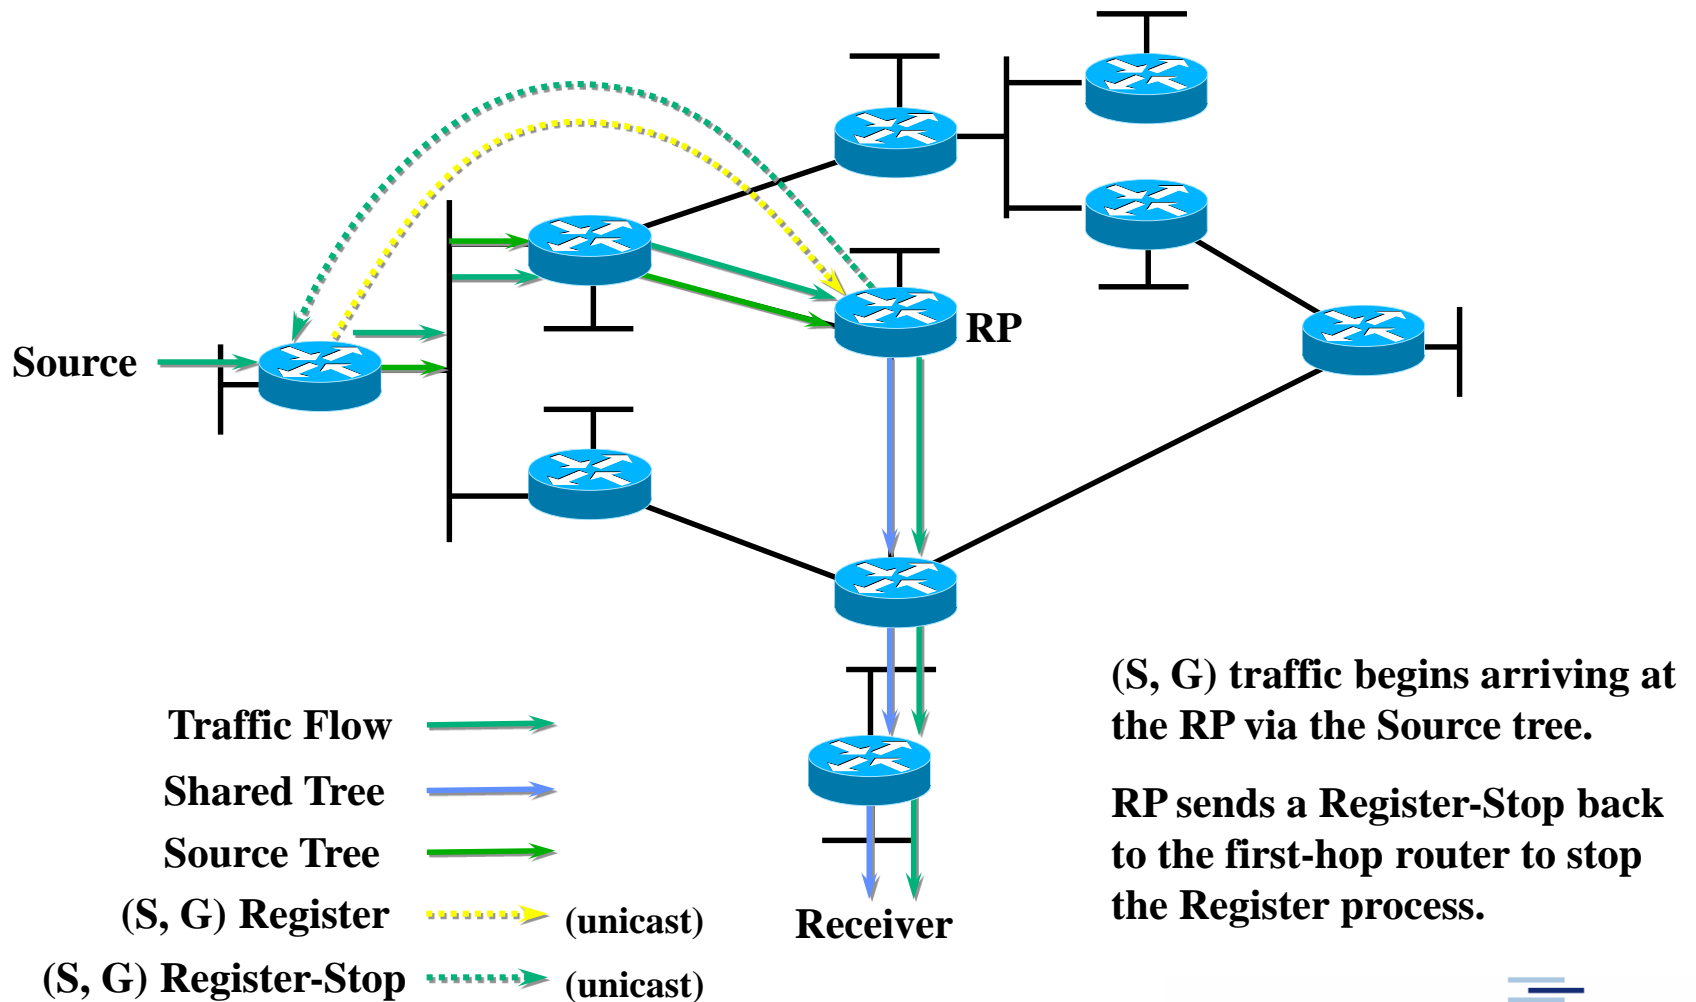 RP
Source
Traffic Flow
Shared Tree
Source Tree
(S, G) Register
(unicast)
(S, G) Register-Stop
(unicast)
Receiver
(S, G) traffic begins arriving at
the RP via the Source tree.
RP sends a Register-Stop back
to the first-hop router to stop
the Register process.